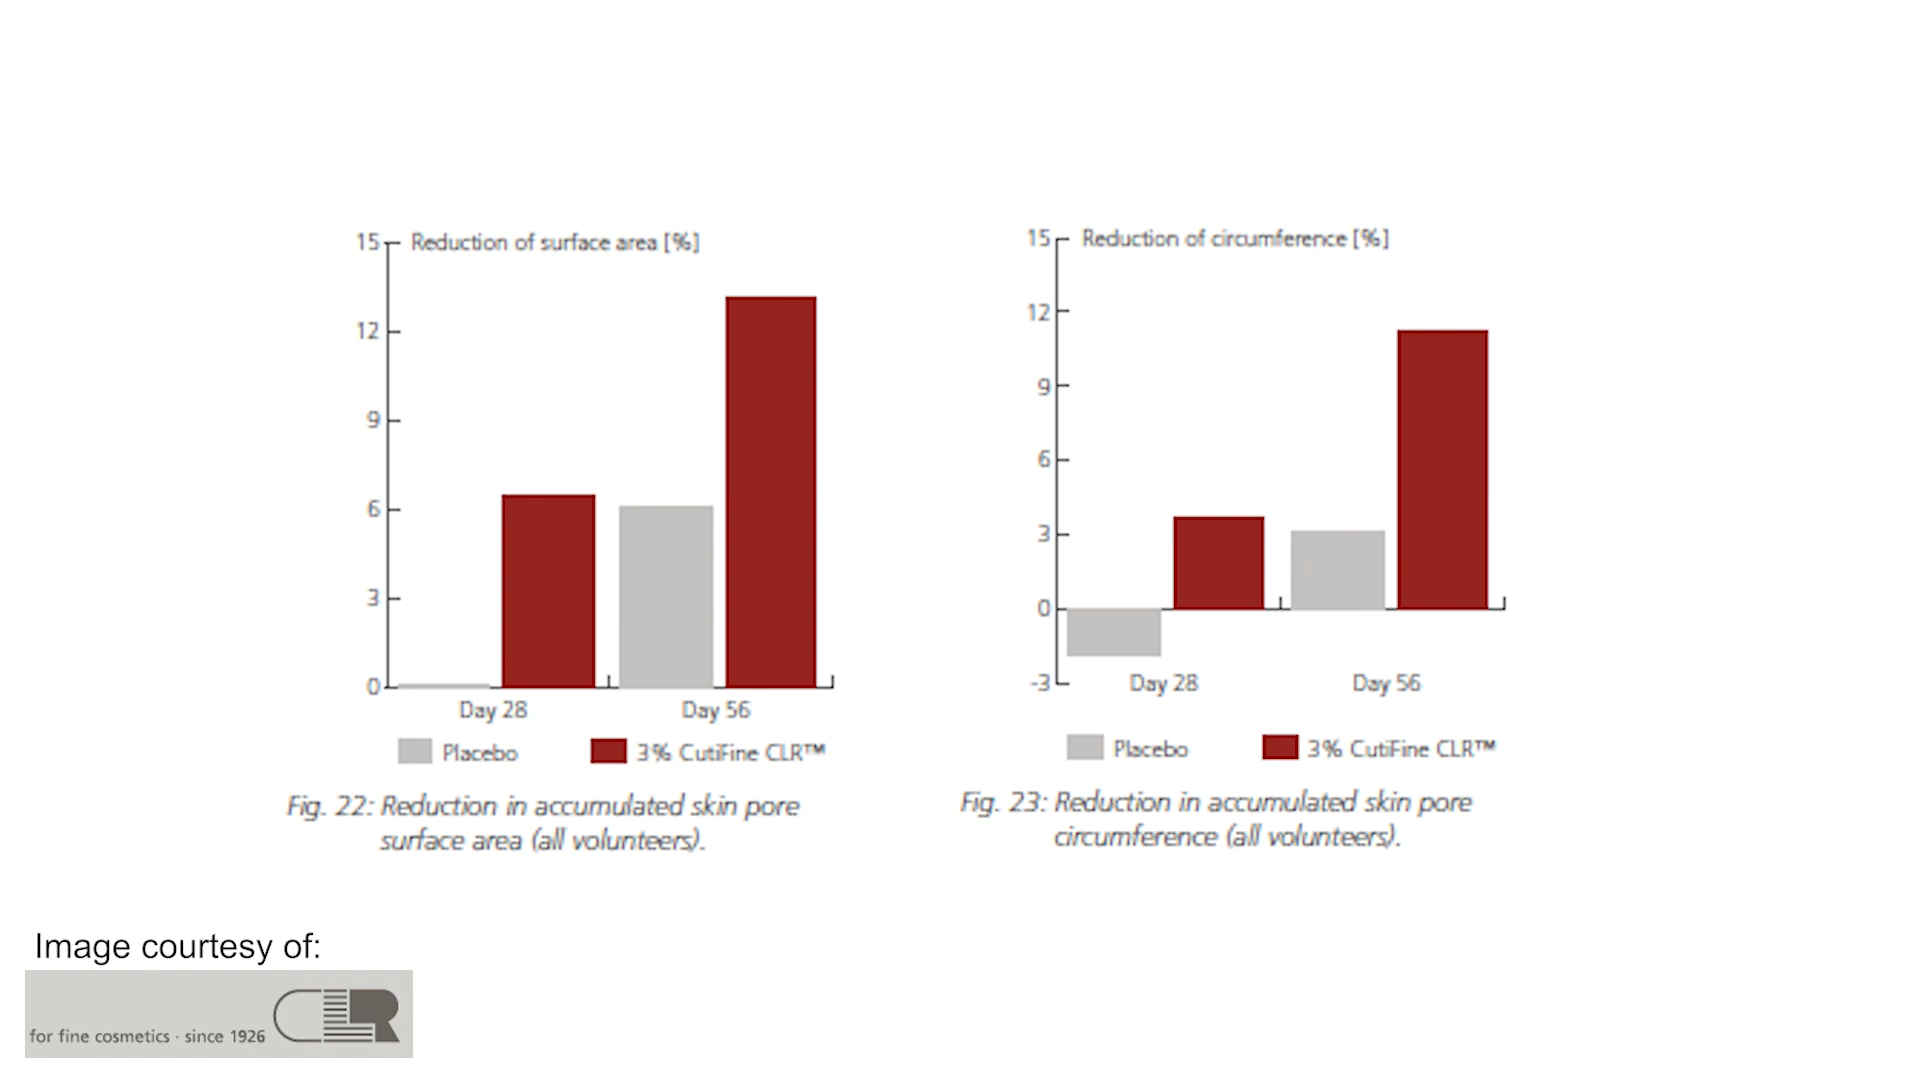 15 Reduction of surface area [%]
12
9
6
3
0
Day 28 Day 56
Placebo 3% CutiFine CLR™
Fig. 22: Reduction in accumulated skin pore
surface area (all volunteers).
15 Reduction of circumference [%]
12
9
6
3
0
-3 Day 28 Day 56
Placebo 3% CutiFine CLR™
Fig. 23: Reduction in accumulated skin pore
circumference (all volunteers).
Image courtesy of:
for fine cosmetics · since 1926 CLR